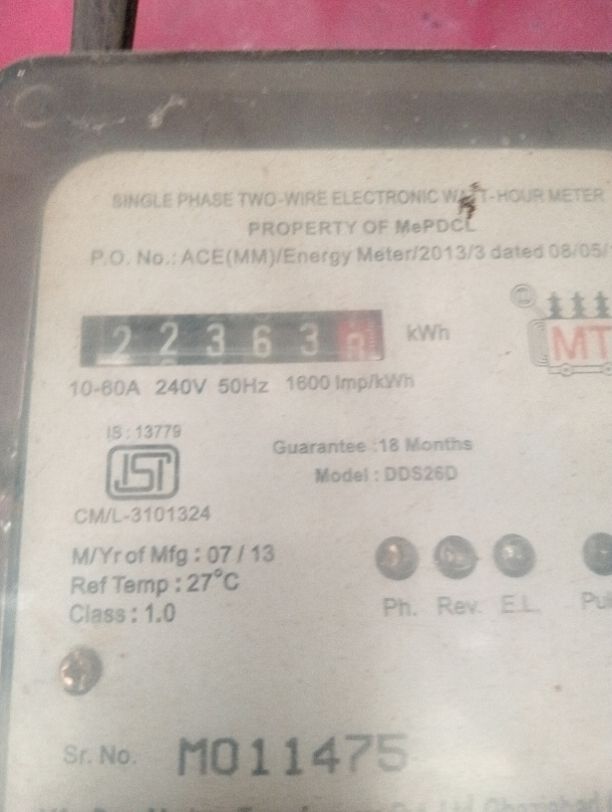 SINGLE PHASE TWO-WIRE ELECTRONIC WATT-HOUR METER
PROPERTY OF MePDCL
P.O. No.: ACE(MM)/Energy Meter/2013/3 dated 08/05/
22363 kWh
MT
10-60A 240V 50Hz 1600 Imp/kWh
IS : 13779
ISI
CM/L-3101324
Guarantee : 18 Months
Model : DDS26D
M/Yr of Mfg : 07 / 13
Ref Temp : 27°C
Class : 1.0
Ph. Rev. E.L. Pul
Sr. No. M011475